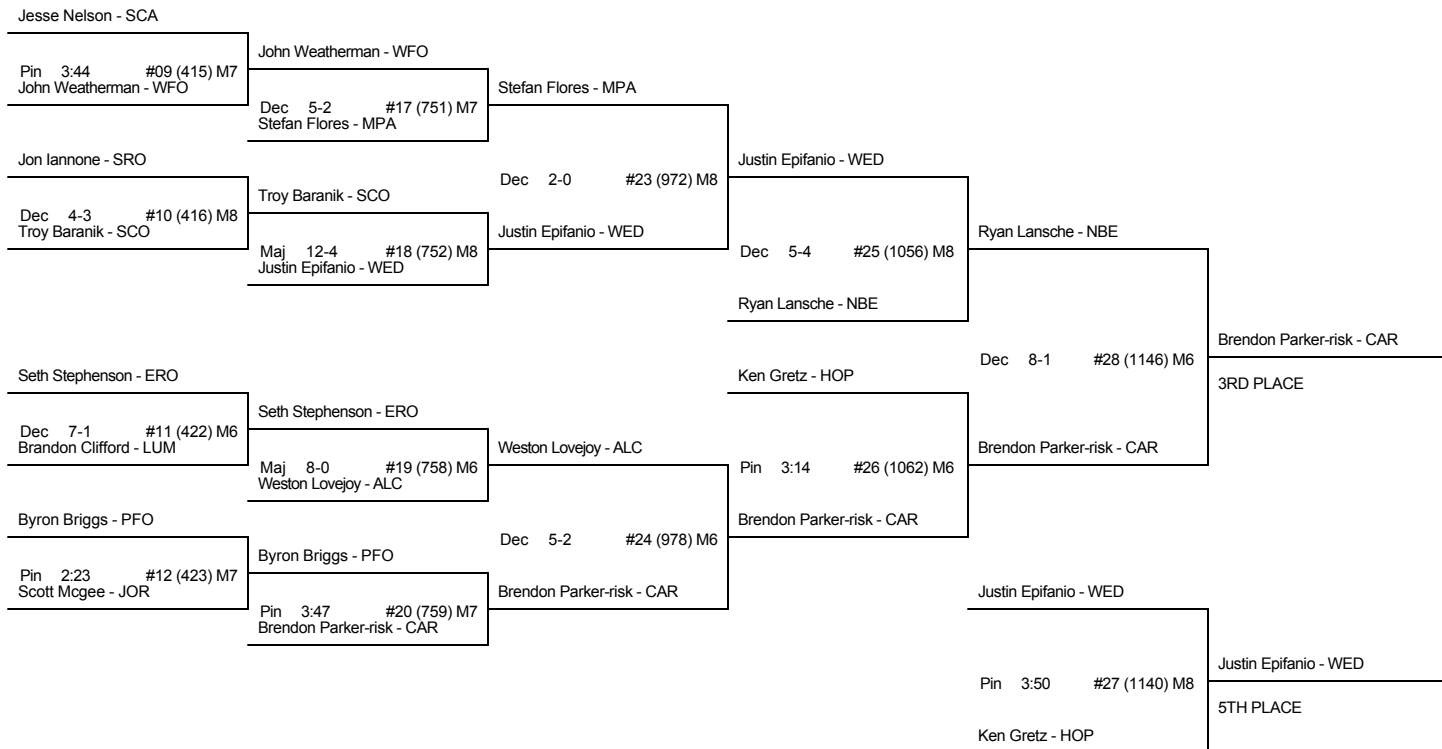 Jesse Nelson - SCA
Pin 3:44 #09 (415) M7
John Weatherman - WFO
John Weatherman - WFO
Dec 5-2 #17 (751) M7
Stefan Flores - MPA
Stefan Flores - MPA
Jon Iannone - SRO
Dec 4-3 #10 (416) M8
Troy Baranik - SCO
Troy Baranik - SCO
Maj 12-4 #18 (752) M8
Justin Epifanio - WED
Dec 2-0 #23 (972) M8
Justin Epifanio - WED
Justin Epifanio - WED
Dec 5-4 #25 (1056) M8
Ryan Lansche - NBE
Ryan Lansche - NBE
Seth Stephenson - ERO
Dec 7-1 #11 (422) M6
Brandon Clifford - LUM
Seth Stephenson - ERO
Maj 8-0 #19 (758) M6
Weston Lovejoy - ALC
Weston Lovejoy - ALC
Byron Briggs - PFO
Pin 2:23 #12 (423) M7
Scott Mcgee - JOR
Byron Briggs - PFO
Pin 3:47 #20 (759) M7
Brendon Parker-risk - CAR
Dec 5-2 #24 (978) M6
Brendon Parker-risk - CAR
Ken Gretz - HOP
Pin 3:14 #26 (1062) M6
Brendon Parker-risk - CAR
Dec 8-1 #28 (1146) M6
Brendon Parker-risk - CAR
Brendon Parker-risk - CAR
3RD PLACE
Justin Epifanio - WED
Pin 3:50 #27 (1140) M8
Ken Gretz - HOP
Justin Epifanio - WED
5TH PLACE